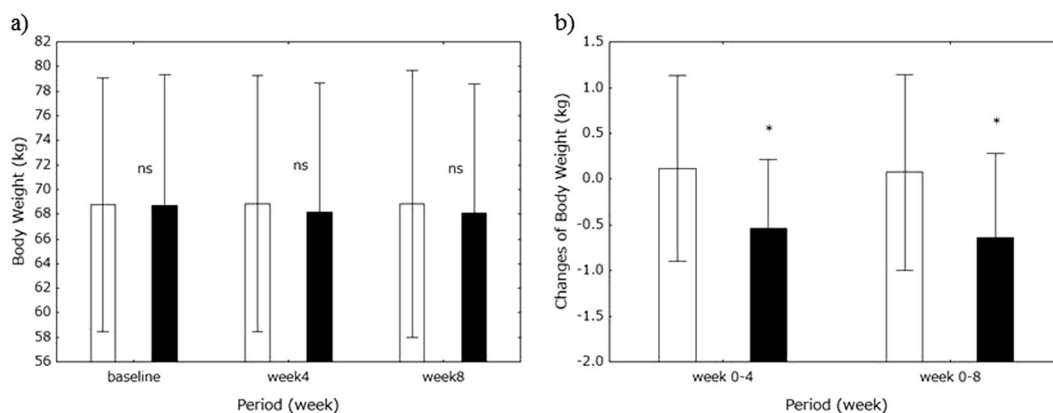 a)
82
80
78
76
74
72
70
68
66
64
62
60
58
56
Body Weight (kg)
ns
ns
ns
baseline week4 week8
Period (week)
b)
1.5
1.0
0.5
0.0
-0.5
-1.0
-1.5
-2.0
Changes of Body Weight (kg)
*
*
week 0-4 week 0-8
Period (week)